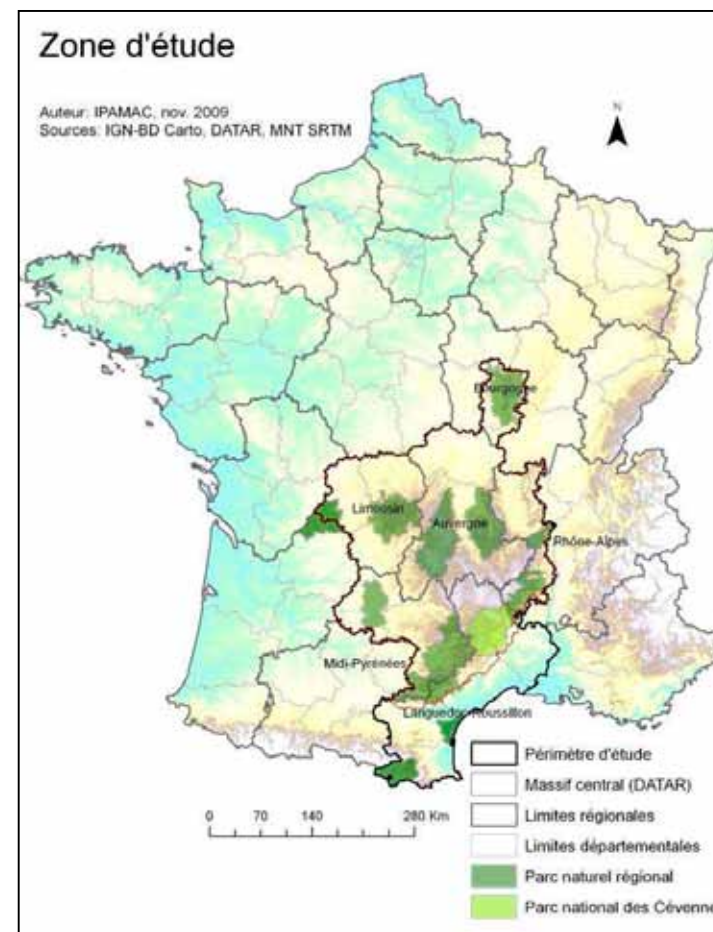 Zone d'étude
Auteur: IPAMAC, nov. 2009
Sources: IGN-BD Carto, DATAR, MNT SRTM
N
Bourgogne
Limousin
Auvergne
Rhône-Alpes
Midi-Pyrénées
Languedoc-Roussillon
Périmètre d'étude
Massif central (DATAR)
Limites régionales
Limites départementales
Parc naturel régional
Parc national des Cévenne
0 70 140 280 Km